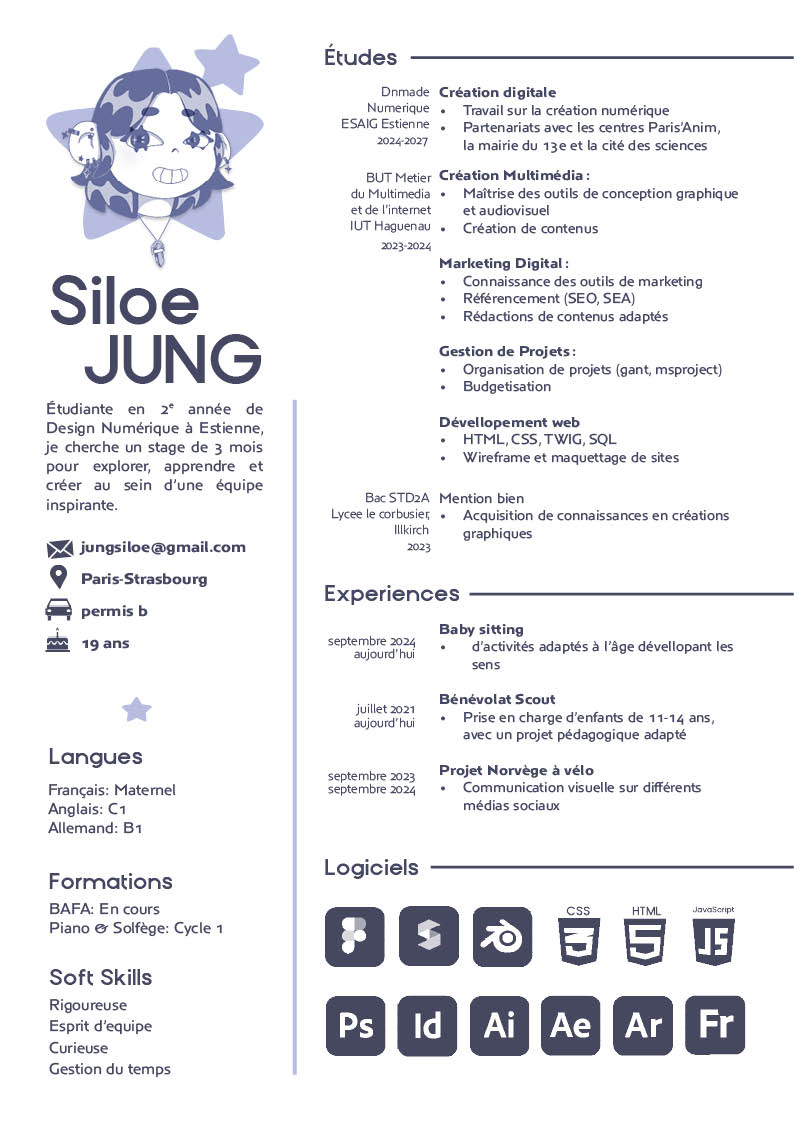 Siloe
JUNG
Étudiante en 2e année de
Design Numérique à Estienne,
je cherche un stage de 3 mois
pour explorer, apprendre et
créer au sein d'une équipe
inspirante.
jungsiloe@gmail.com
Paris-Strasbourg
permis b
19 ans
Langues
Français: Maternel
Anglais: C1
Allemand: B1
Formations
BAFA: En cours
Piano & Solfège: Cycle 1
Soft Skills
Rigoureuse
Esprit d'equipe
Curieuse
Gestion du temps
Études
Dnmade
Numerique
ESAIG Estienne
2024-2027
Création digitale
• Travail sur la création numérique
• Partenariats avec les centres Paris'Anim,
la mairie du 13e et la cité des sciences
BUT Metier
du Multimedia
et de l'internet
IUT Haguenau
2023-2024
Création Multimédia :
• Maîtrise des outils de conception graphique
et audiovisuel
• Création de contenus
Marketing Digital :
• Connaissance des outils de marketing
• Référencement (SEO, SEA)
• Rédactions de contenus adaptés
Gestion de Projets :
• Organisation de projets (gant, msproject)
• Budgetisation
Dévellopement web
• HTML, CSS, TWIG, SQL
• Wireframe et maquettage de sites
Bac STD2A
Lycee le corbusier,
Illkirch
2023
Mention bien
• Acquisition de connaissances en créations
graphiques
Experiences
septembre 2024
aujourd'hui
Baby sitting
• d'activités adaptés à l'âge dévellopant les
sens
juillet 2021
aujourd'hui
Bénévolat Scout
• Prise en charge d'enfants de 11-14 ans,
avec un projet pédagogique adapté
septembre 2023
septembre 2024
Projet Norvège à vélo
• Communication visuelle sur différents
médias sociaux
Logiciels
CSS
3
HTML
5
JavaScript
JS
Ps Id Ai Ae Ar Fr